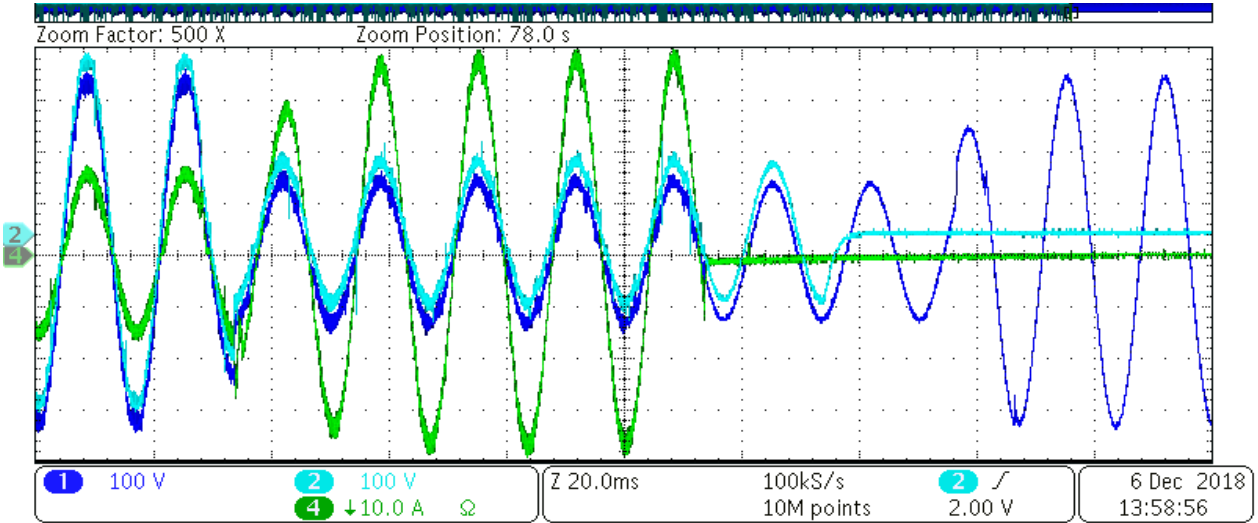 Zoom Factor: 500 X Zoom Position: 78.0 s
2
4
1 100 V 2 100 V Z 20.0ms 100kS/s 2 ∫ 6 Dec 2018
4 ↓10.0 A Ω 10M points 2.00 V 13:58:56